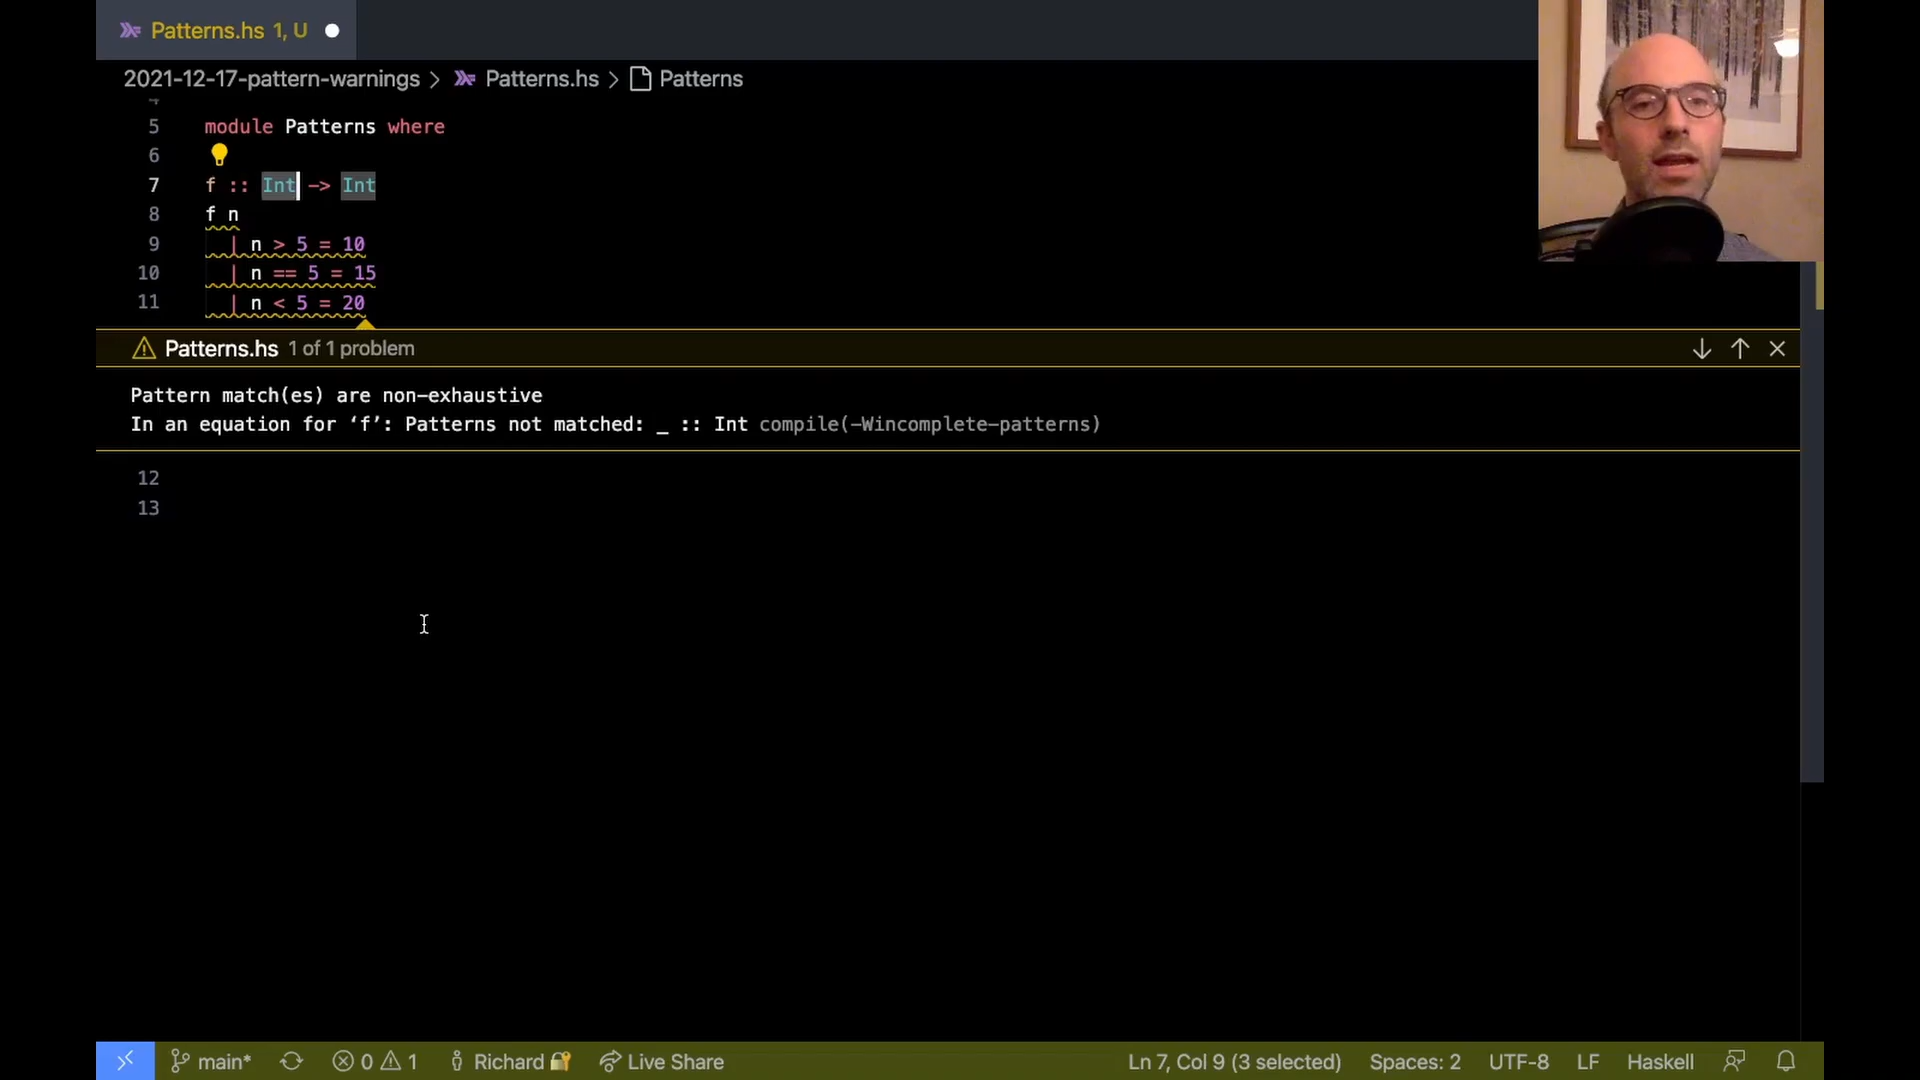 Patterns.hs 1, U
2021-12-17-pattern-warnings > Patterns.hs > Patterns
4
5 module Patterns where
6
7 f :: Int -> Int
8 f n
9 | n > 5 = 10
10 | n == 5 = 15
11 | n < 5 = 20
Patterns.hs 1 of 1 problem
Pattern match(es) are non-exhaustive
In an equation for ‘f’: Patterns not matched: _ :: Int compile(-Wincomplete-patterns)
12
13
main* 0 1 Richard Live Share Ln 7, Col 9 (3 selected) Spaces: 2 UTF-8 LF Haskell